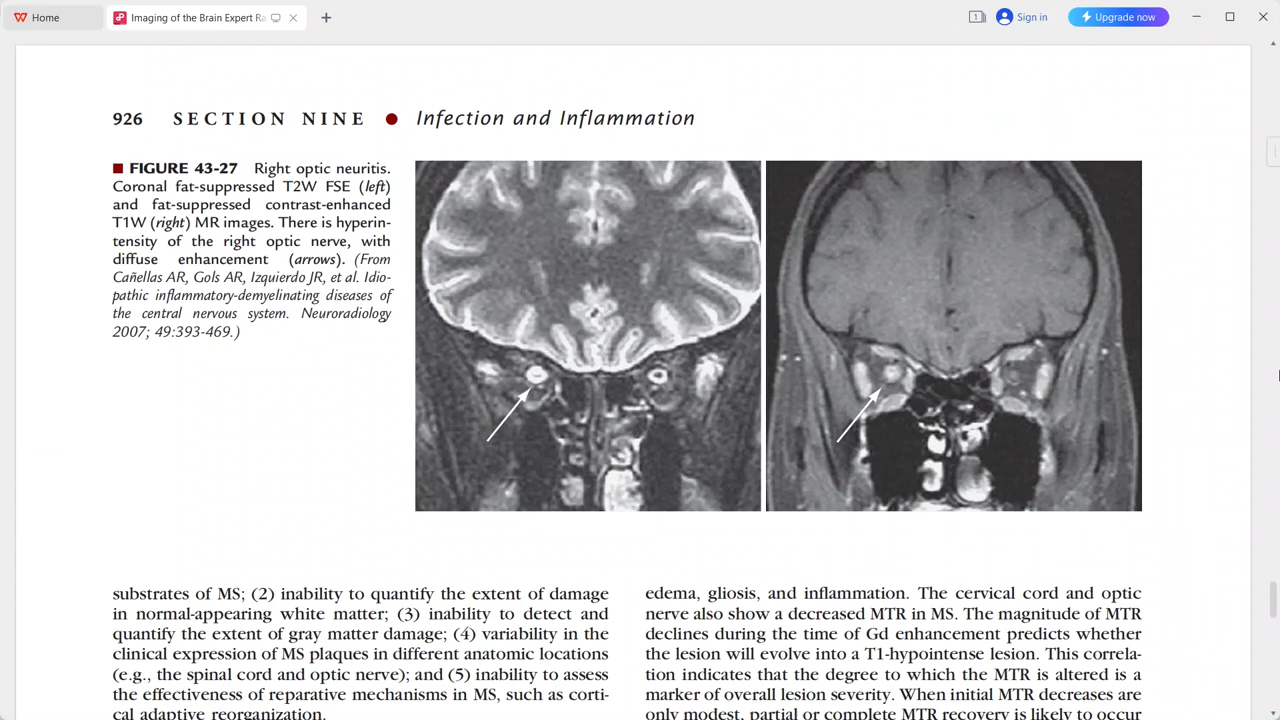 Home
Imaging of the Brain Expert Ra
1
Sign in
Upgrade now
926 SECTION NINE ● Infection and Inflammation
■ FIGURE 43-27 Right optic neuritis.
Coronal fat-suppressed T2W FSE (left)
and fat-suppressed contrast-enhanced
T1W (right) MR images. There is hyperin-
tensity of the right optic nerve, with
diffuse enhancement (arrows). (From
Cañellas AR, Gols AR, Izquierdo JR, et al. Idio-
pathic inflammatory-demyelinating diseases of
the central nervous system. Neuroradiology
2007; 49:393-469.)
substrates of MS; (2) inability to quantify the extent of damage
in normal-appearing white matter; (3) inability to detect and
quantify the extent of gray matter damage; (4) variability in the
clinical expression of MS plaques in different anatomic locations
(e.g., the spinal cord and optic nerve); and (5) inability to assess
the effectiveness of reparative mechanisms in MS, such as corti-
cal adaptive reorganization.
edema, gliosis, and inflammation. The cervical cord and optic
nerve also show a decreased MTR in MS. The magnitude of MTR
declines during the time of Gd enhancement predicts whether
the lesion will evolve into a T1-hypointense lesion. This correla-
tion indicates that the degree to which the MTR is altered is a
marker of overall lesion severity. When initial MTR decreases are
only modest, partial or complete MTR recovery is likely to occur